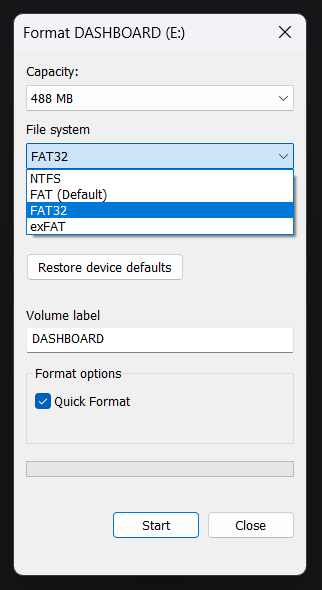 Format DASHBOARD (E:)
Capacity:
488 MB
File system
FAT32
NTFS
FAT (Default)
FAT32
exFAT
Restore device defaults
Volume label
DASHBOARD
Format options
Quick Format
Start Close